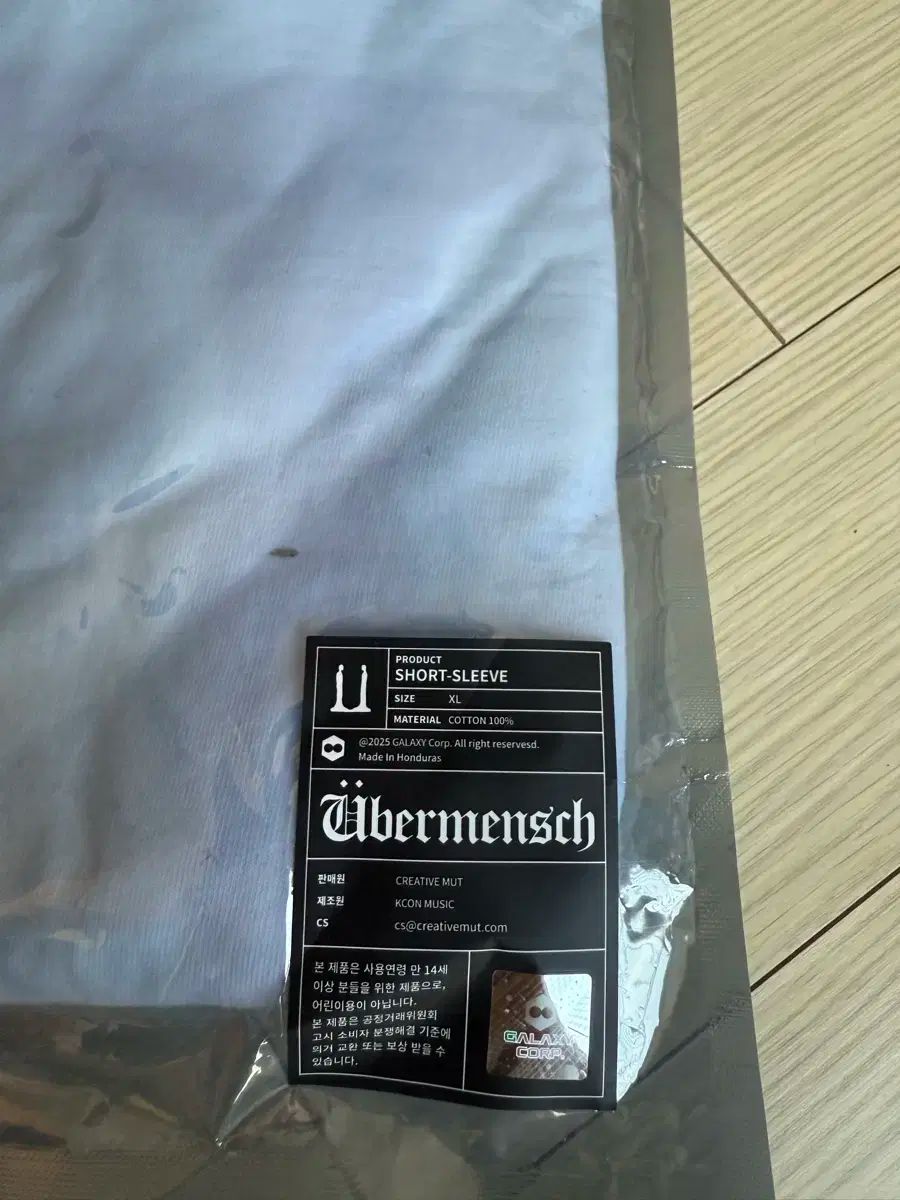 PRODUCT
SHORT-SLEEVE
SIZE XL
MATERIAL COTTON 100%
@2025 GALAXY Corp. All right reservesd.
Made In Honduras
Übermensch
판매원 CREATIVE MUT
제조원 KCON MUSIC
CS cs@creativemut.com
본 제품은 사용연령 만 14세
이상 분들을 위한 제품으로,
어린이용이 아닙니다.
본 제품은 공정거래위원회
고시 소비자 분쟁해결 기준에
의거 교환 또는 보상 받을 수
있습니다.
GALAXY
CORP.